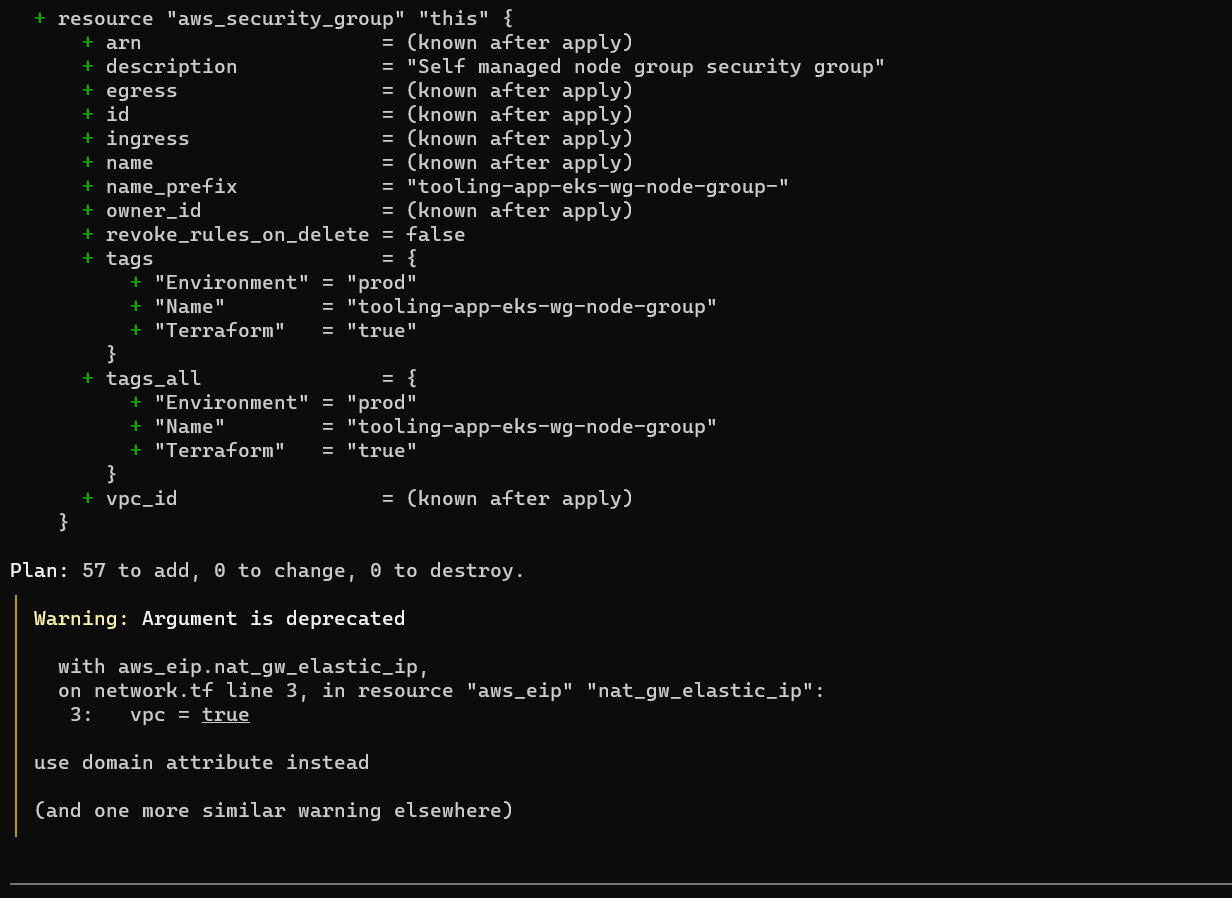 + resource "aws_security_group" "this" {
+ arn = (known after apply)
+ description = "Self managed node group security group"
+ egress = (known after apply)
+ id = (known after apply)
+ ingress = (known after apply)
+ name = (known after apply)
+ name_prefix = "tooling-app-eks-wg-node-group-"
+ owner_id = (known after apply)
+ revoke_rules_on_delete = false
+ tags = {
+ "Environment" = "prod"
+ "Name" = "tooling-app-eks-wg-node-group"
+ "Terraform" = "true"
}
+ tags_all = {
+ "Environment" = "prod"
+ "Name" = "tooling-app-eks-wg-node-group"
+ "Terraform" = "true"
}
+ vpc_id = (known after apply)
}
Plan: 57 to add, 0 to change, 0 to destroy.
Warning: Argument is deprecated
with aws_eip.nat_gw_elastic_ip,
on network.tf line 3, in resource "aws_eip" "nat_gw_elastic_ip":
3: vpc = true
use domain attribute instead
(and one more similar warning elsewhere)